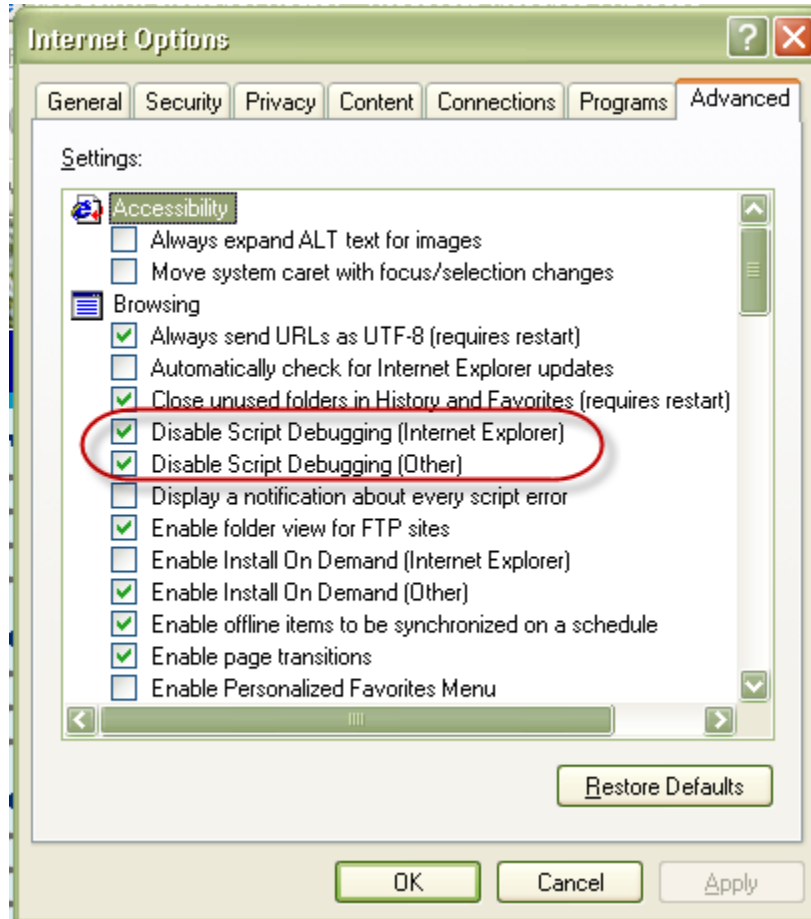 Internet Options
General Security Privacy Content Connections Programs Advanced
Settings:
Accessibility
Always expand ALT text for images
Move system caret with focus/selection changes
Browsing
Always send URLs as UTF-8 (requires restart)
Automatically check for Internet Explorer updates
Close unused folders in History and Favorites (requires restart)
Disable Script Debugging (Internet Explorer)
Disable Script Debugging (Other)
Display a notification about every script error
Enable folder view for FTP sites
Enable Install On Demand (Internet Explorer)
Enable Install On Demand (Other)
Enable offline items to be synchronized on a schedule
Enable page transitions
Enable Personalized Favorites Menu
Restore Defaults
OK Cancel Apply